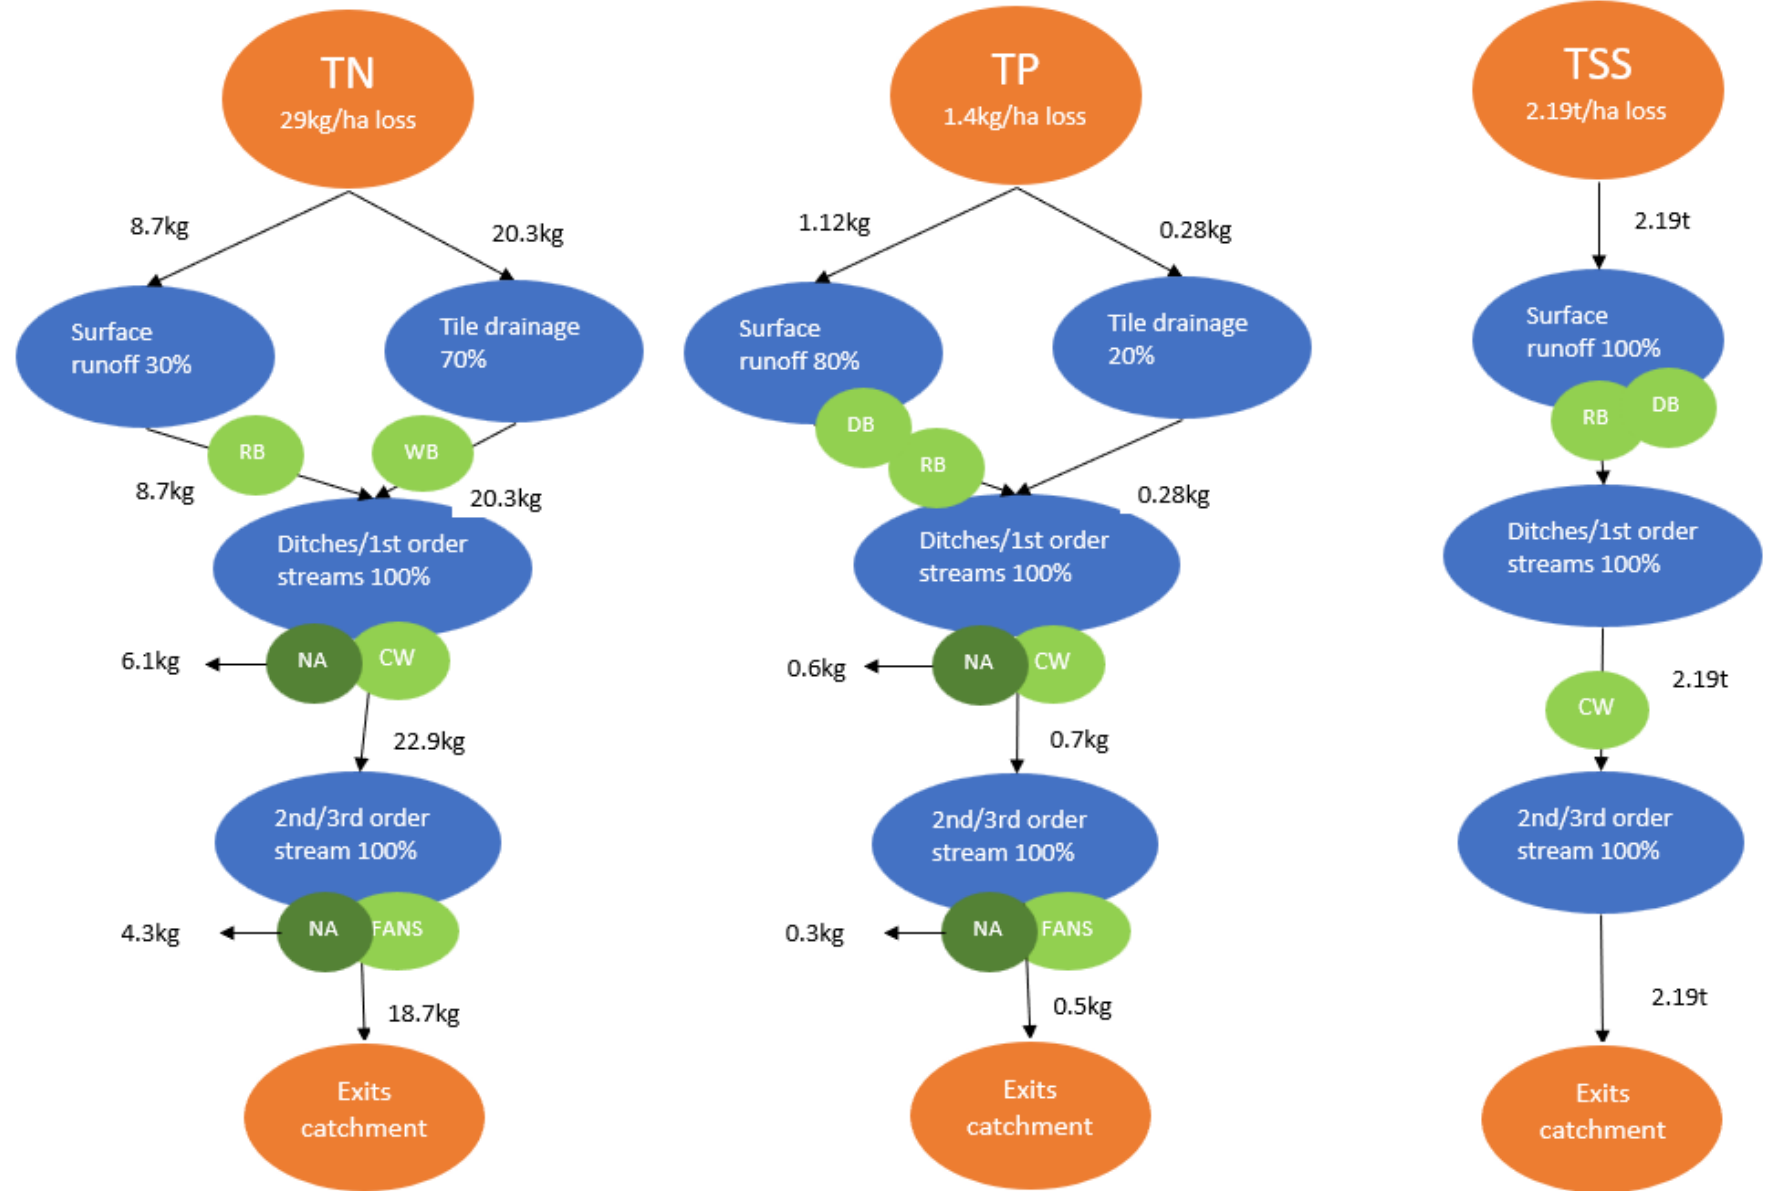 TN
29kg/ha loss
8.7kg
20.3kg
Surface
runoff 30%
Tile drainage
70%
RB
WB
8.7kg
20.3kg
Ditches/1st order
streams 100%
NA
CW
6.1kg
22.9kg
2nd/3rd order
stream 100%
NA
FANS
4.3kg
18.7kg
Exits
catchment
TP
1.4kg/ha loss
1.12kg
0.28kg
Surface
runoff 80%
Tile drainage
20%
DB
RB
0.28kg
Ditches/1st order
streams 100%
NA
CW
0.6kg
0.7kg
2nd/3rd order
stream 100%
NA
FANS
0.3kg
0.5kg
Exits
catchment
TSS
2.19t/ha loss
2.19t
Surface
runoff 100%
RB
DB
Ditches/1st order
streams 100%
2.19t
CW
2nd/3rd order
stream 100%
2.19t
Exits
catchment